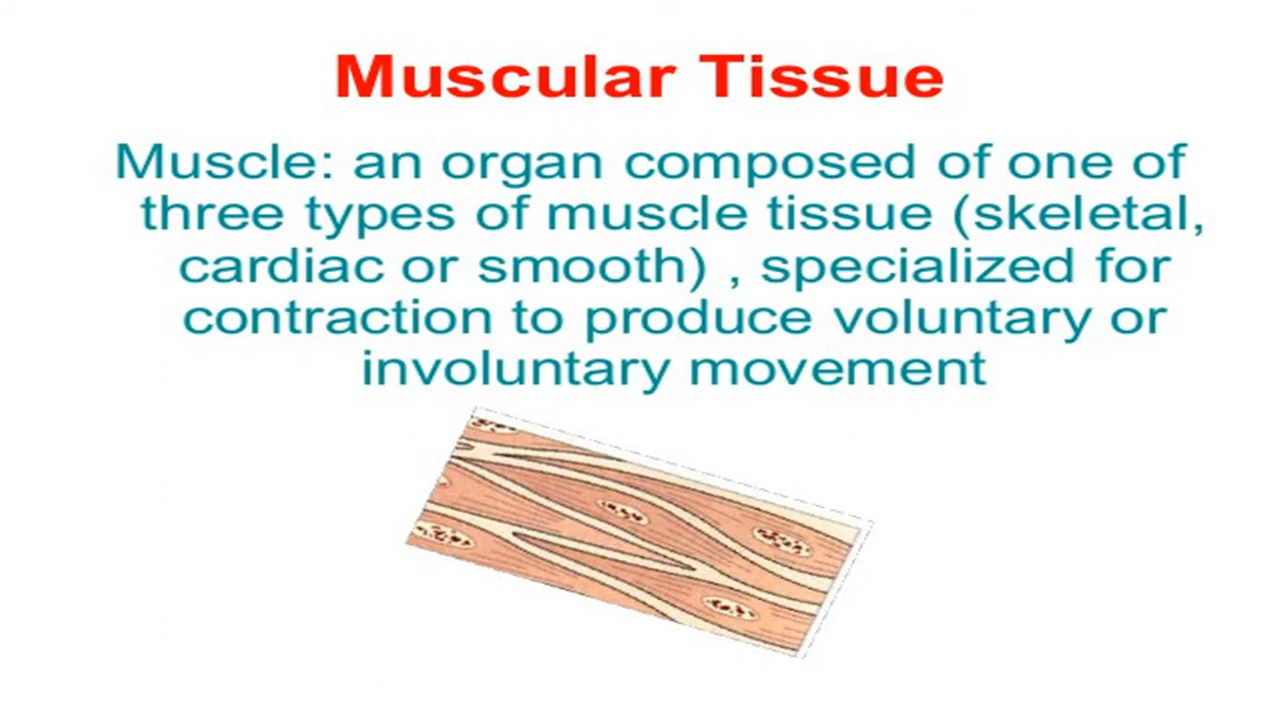 Muscular Tissue
Muscle: an organ composed of one of
three types of muscle tissue (skeletal,
cardiac or smooth) , specialized for
contraction to produce voluntary or
involuntary movement